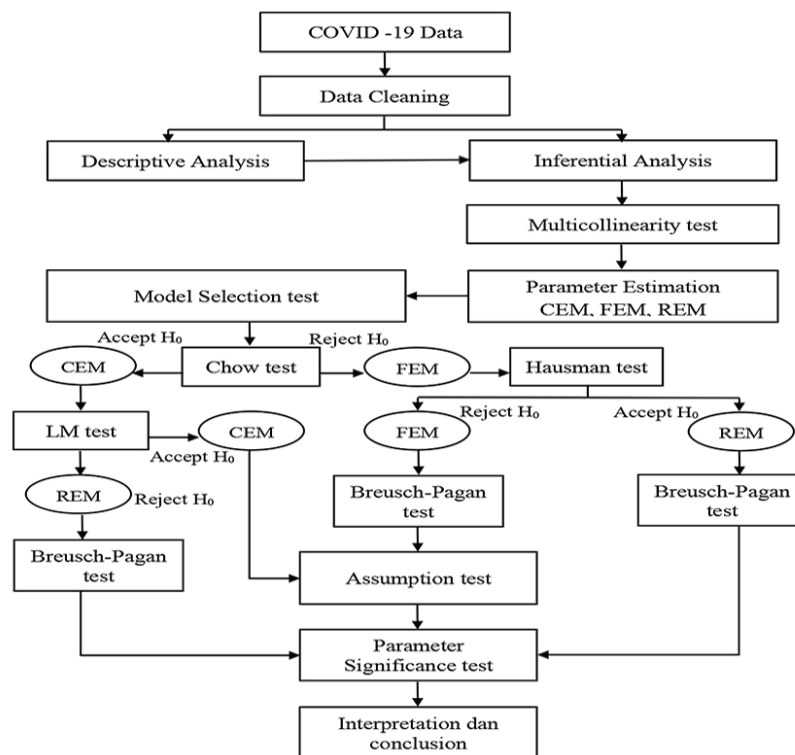 COVID -19 Data
Data Cleaning
Descriptive Analysis
Inferential Analysis
Multicollinearity test
Parameter Estimation
CEM, FEM, REM
Model Selection test
Accept H₀
Reject H₀
CEM
Chow test
FEM
Hausman test
Reject H₀
Accept H₀
LM test
CEM
FEM
REM
Accept H₀
REM
Reject H₀
Breusch-Pagan
test
Breusch-Pagan
test
Breusch-Pagan
test
Assumption test
Parameter
Significance test
Interpretation dan
conclusion